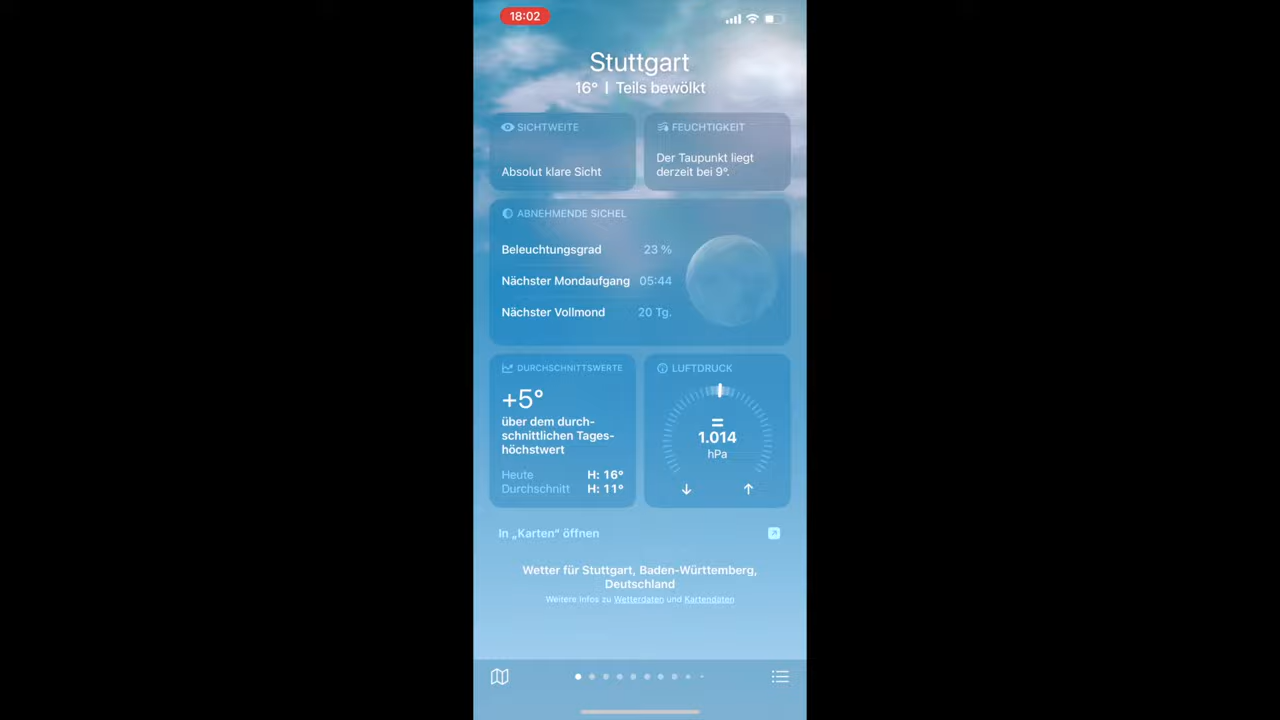 18:02
Stuttgart
16° | Teils bewölkt
SICHTWEITE
Absolut klare Sicht
FEUCHTIGKEIT
Der Taupunkt liegt
derzeit bei 9°.
ABNEHMENDE SICHEL
Beleuchtungsgrad 23 %
Nächster Mondaufgang 05:44
Nächster Vollmond 20 Tg.
DURCHSCHNITTSWERTE
+5°
über dem durch-
schnittlichen Tages-
höchstwert
Heute H: 16°
Durchschnitt H: 11°
LUFTDRUCK
=
1.014
hPa
In „Karten“ öffnen
Wetter für Stuttgart, Baden-Württemberg,
Deutschland
Weitere Infos zu Wetterdaten und Kartendaten